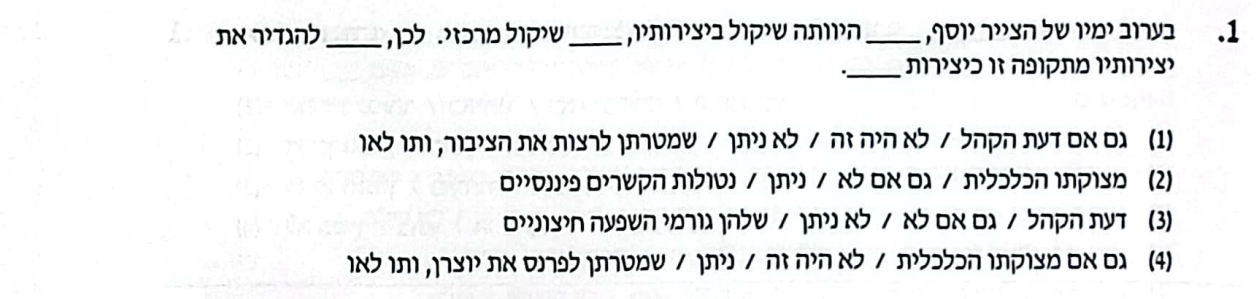 1. בערוב ימיו של הצייר יוסף, ____ היוותה שיקול ביצירותיו, ____ שיקול מרכזי. לכן, ____ להגדיר את
יצירותיו מתקופה זו כיצירות ____.
(1) גם אם דעת הקהל / לא היה זה / לא ניתן / שמטרתן לרצות את הציבור, ותו לאו
(2) מצוקתו הכלכלית / גם אם לא / ניתן / נטולות הקשרים פיננסיים
(3) דעת הקהל / גם אם לא / לא ניתן / שלהן גורמי השפעה חיצוניים
(4) גם אם מצוקתו הכלכלית / לא היה זה / ניתן / שמטרתן לפרנס את יוצרן, ותו לאו